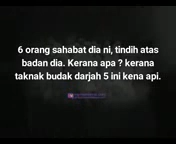 6 orang sahabat dia ni, tindih atas
badan dia. Kerana apa ? kerana
taknak budak darjah 5 ini kena api.